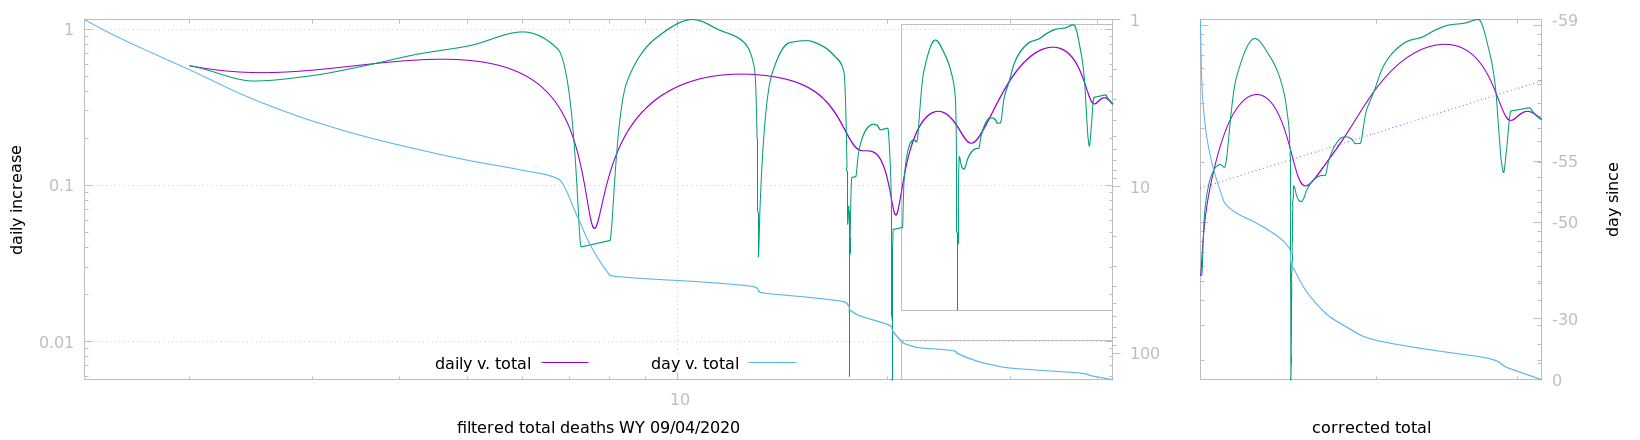 1
0.1
0.01
daily increase
daily v. total
day v. total
10
filtered total deaths WY 09/04/2020
1
10
100
-59
-55
-50
-30
0
day since
corrected total